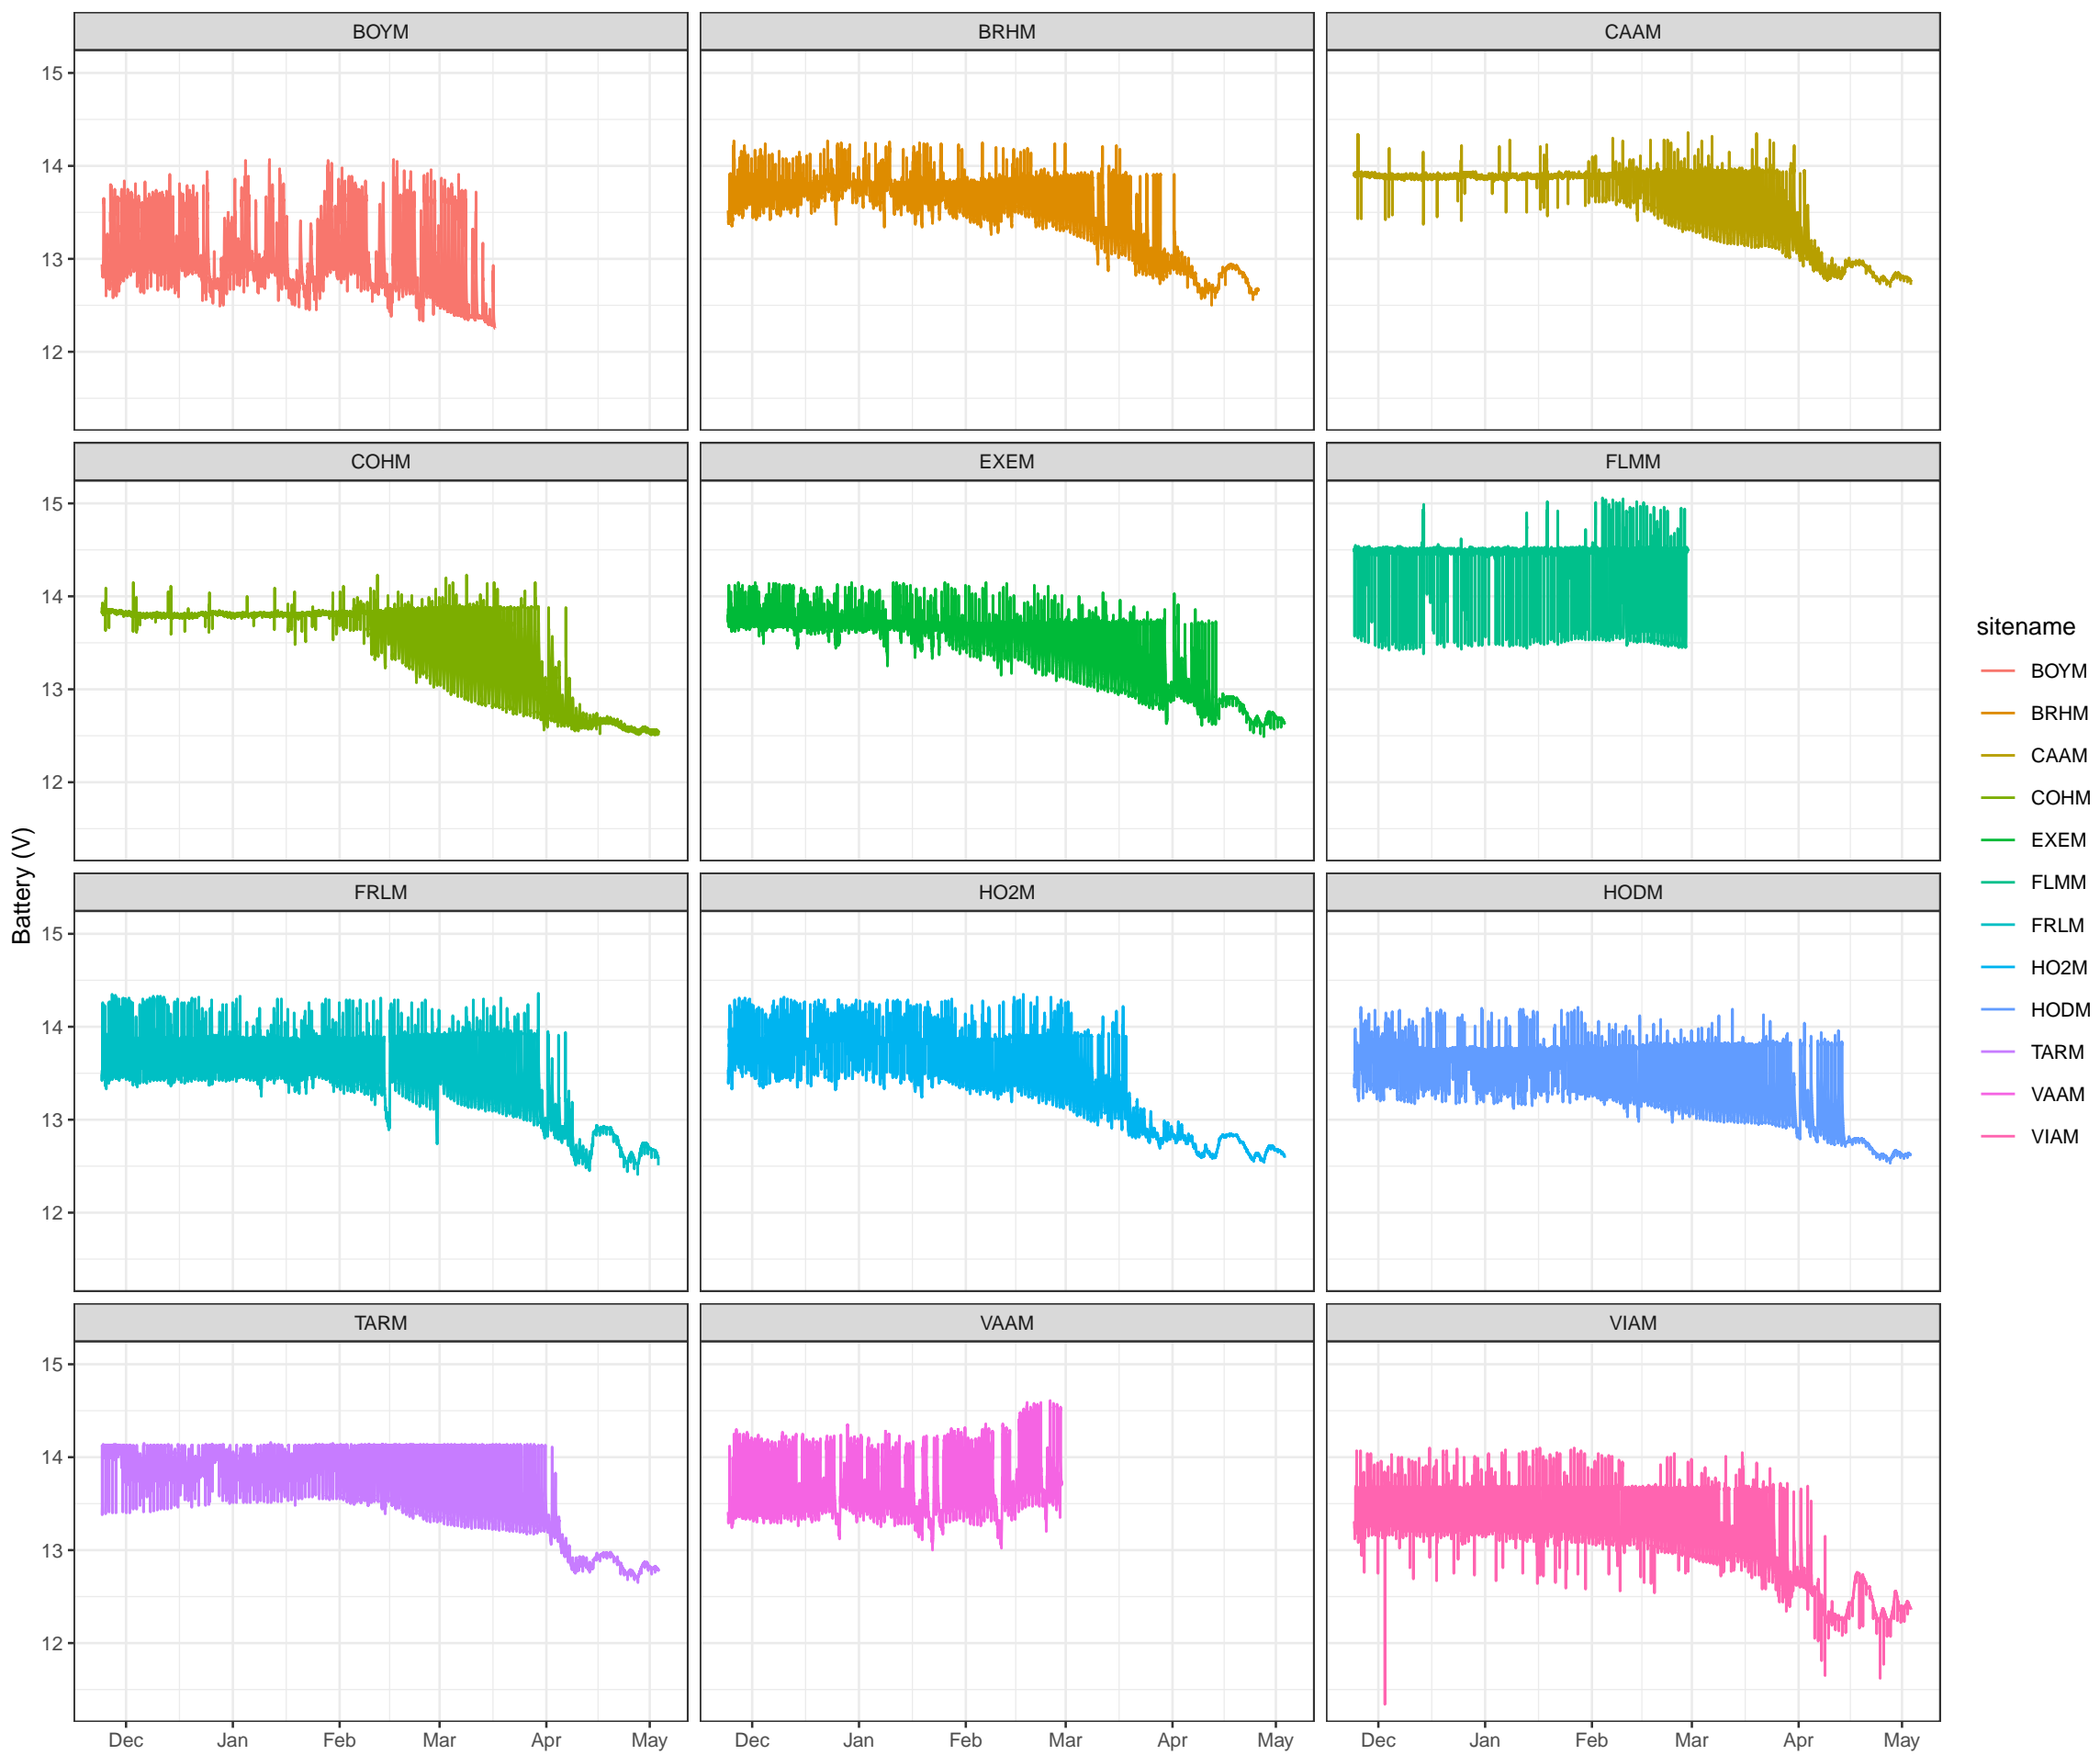 BOYM BRHM CAAM
15
14
13
12
COHM EXEM FLMM
15
14
13
12
FRLM HO2M HODM
15
14
13
12
TARM VAAM VIAM
15
14
13
12
Dec Jan Feb Mar Apr May Dec Jan Feb Mar Apr May Dec Jan Feb Mar Apr May
Battery (V)
sitename
BOYM
BRHM
CAAM
COHM
EXEM
FLMM
FRLM
HO2M
HODM
TARM
VAAM
VIAM